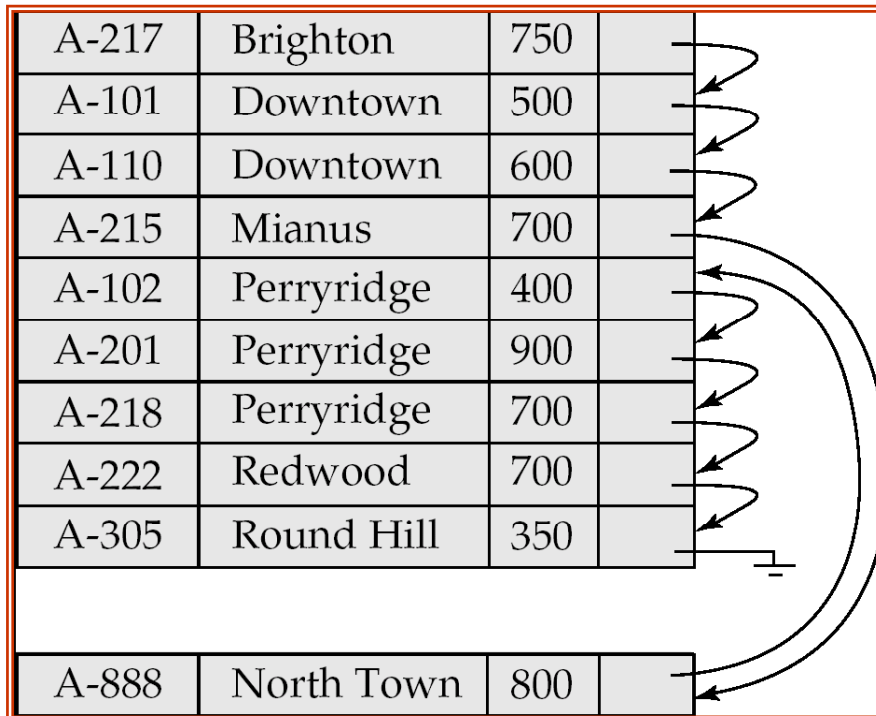 A-217 Brighton 750
A-101 Downtown 500
A-110 Downtown 600
A-215 Mianus 700
A-102 Perryridge 400
A-201 Perryridge 900
A-218 Perryridge 700
A-222 Redwood 700
A-305 Round Hill 350
A-888 North Town 800